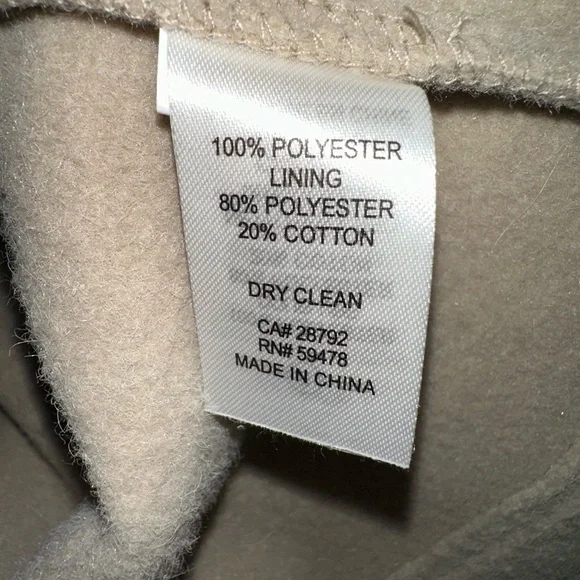 100% POLYESTER
LINING
80% POLYESTER
20% COTTON
DRY CLEAN
CA# 28792
RN# 59478
MADE IN CHINA